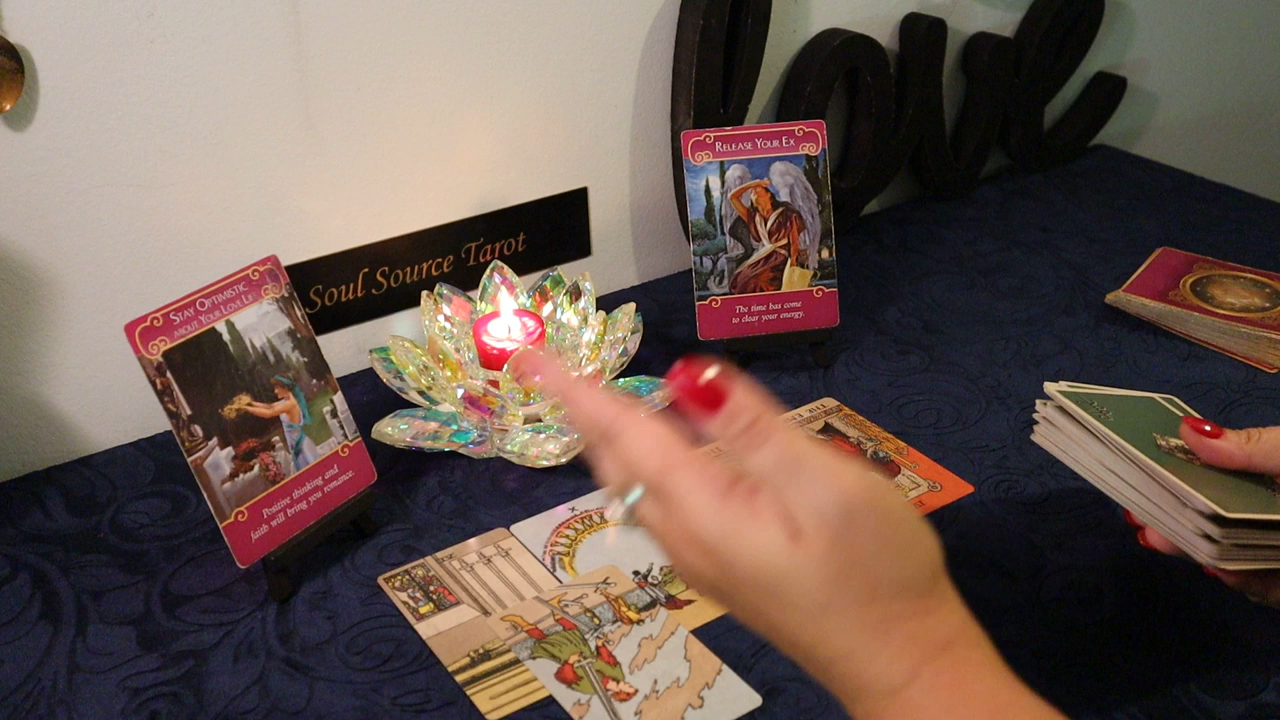 love
Soul Source Tarot
RELEASE YOUR EX
The time has come
to clear your energy.
STAY OPTIMISTIC
ABOUT YOUR LOVE LIFE
Positive thinking and
faith will bring you romance.
X
THE